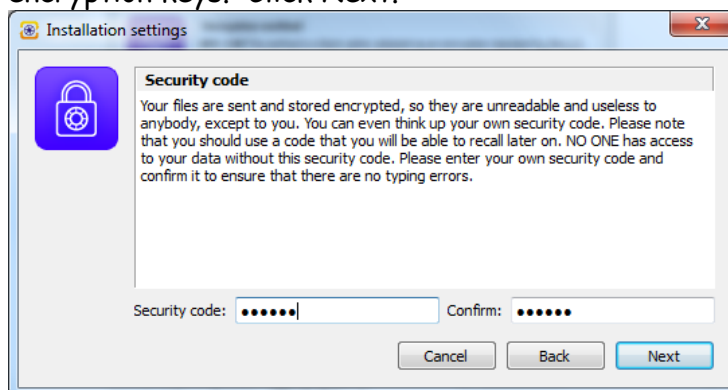 encryption keys. Click Next.
Installation settings
Security code
Your files are sent and stored encrypted, so they are unreadable and useless to
anybody, except to you. You can even think up your own security code. Please note
that you should use a code that you will be able to recall later on. NO ONE has access
to your data without this security code. Please enter your own security code and
confirm it to ensure that there are no typing errors.
Security code: ●●●●●● Confirm: ●●●●●●
Cancel Back Next